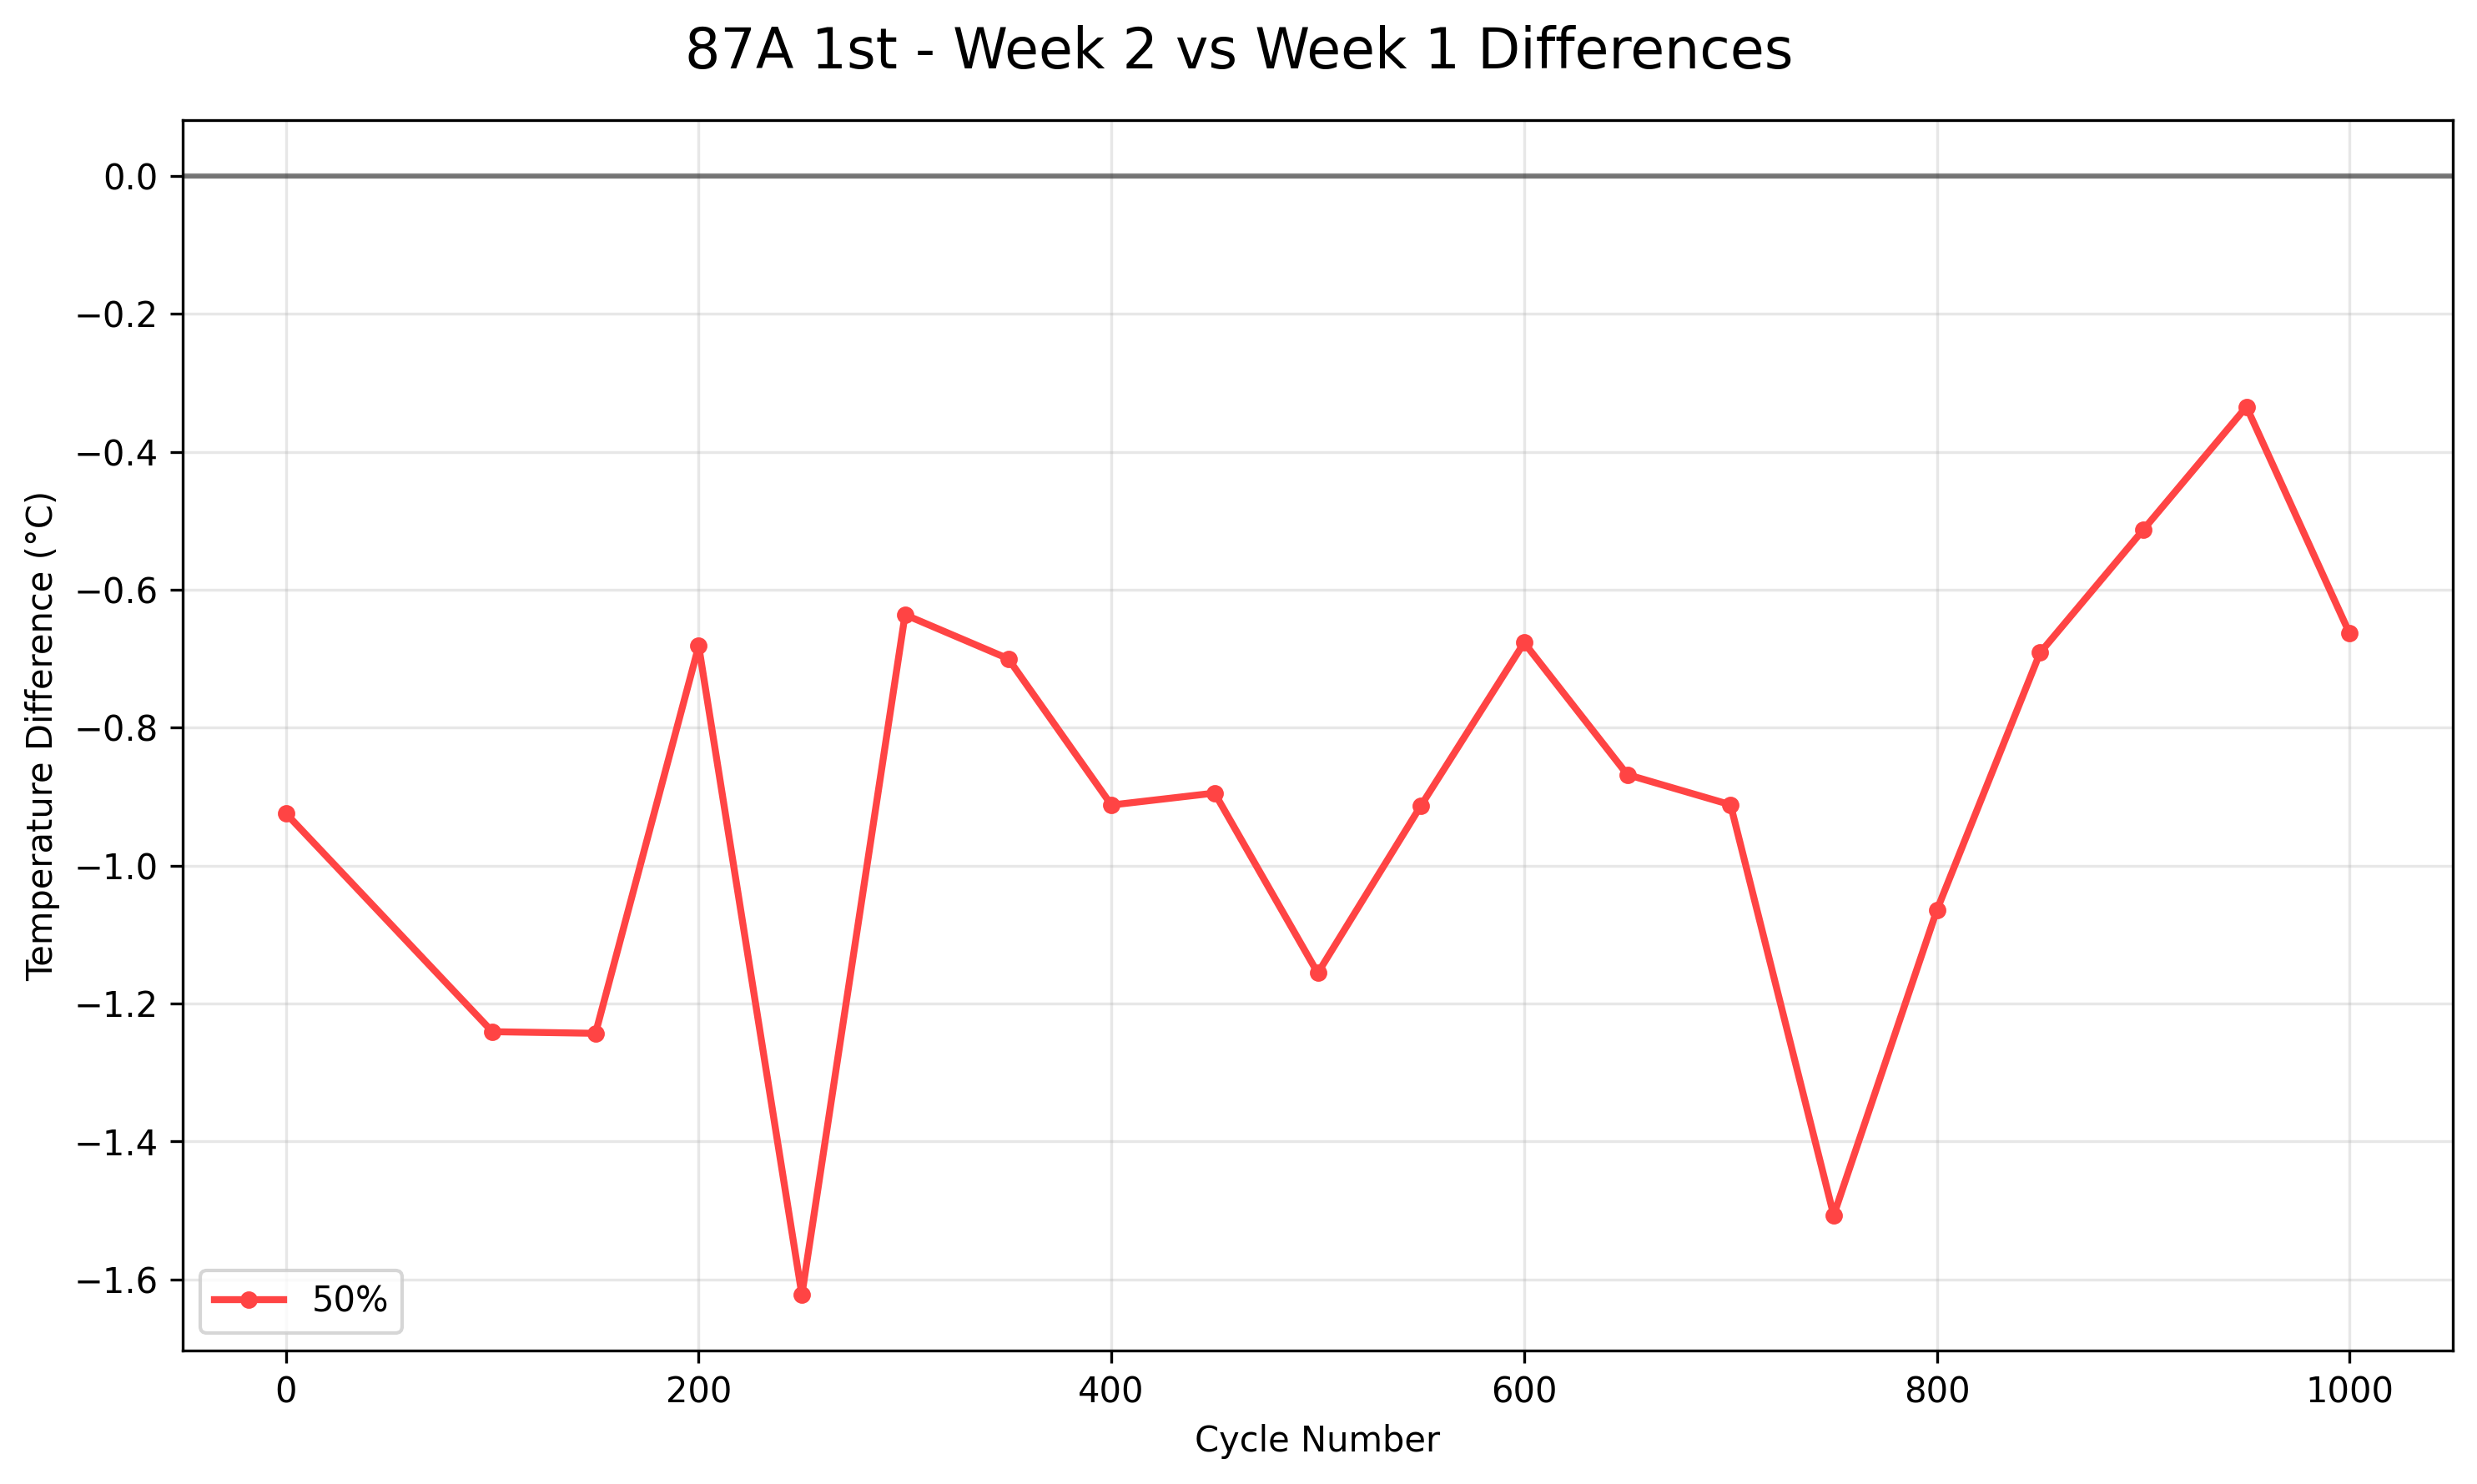 87A 1st - Week 2 vs Week 1 Differences
Temperature Difference (°C)
0.0
−0.2
−0.4
−0.6
−0.8
−1.0
−1.2
−1.4
−1.6
50%
0 200 400 600 800 1000
Cycle Number